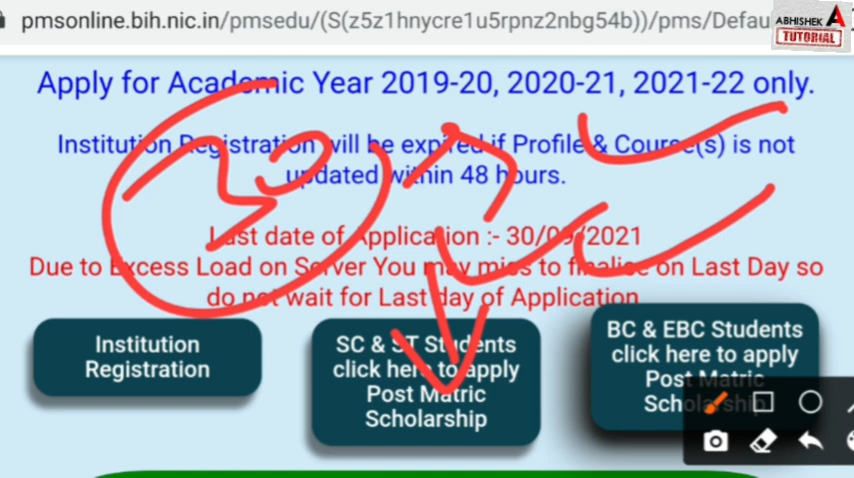 pmsonline.bih.nic.in/pmsedu/(S(z5z1hnycre1u5rpnz2nbg54b))/pms/Defau
ABHISHEK A
TUTORIAL
Apply for Academic Year 2019-20, 2020-21, 2021-22 only.
Institution Registration will be expired if Profile & Course(s) is not
updated within 48 hours.
Last date of Application :- 30/09/2021
Due to Excess Load on Server You may miss to finalise on Last Day so
do not wait for Last day of Application
30
Institution
Registration
SC & ST Students
click here to apply
Post Matric
Scholarship
BC & EBC Students
click here to apply
Post Matric
Scholarship